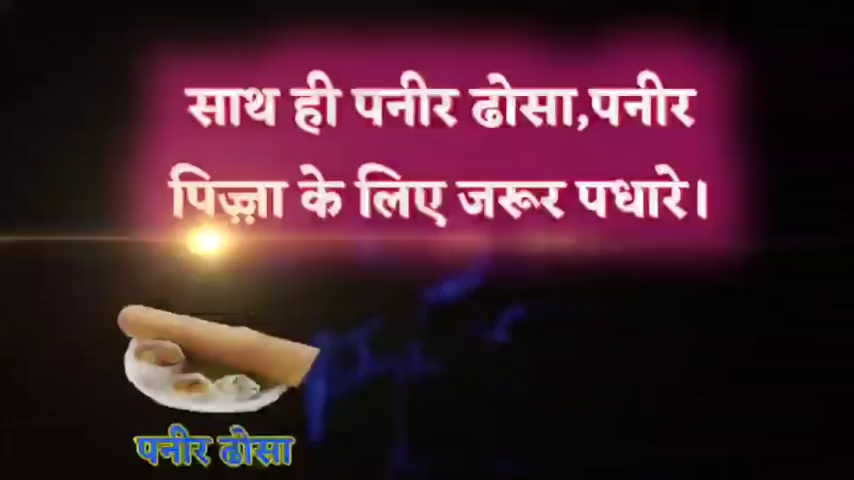 साथ ही पनीर ढोसा,पनीर
पिज़्ज़ा के लिए जरूर पधारे।
पनीर ढोसा